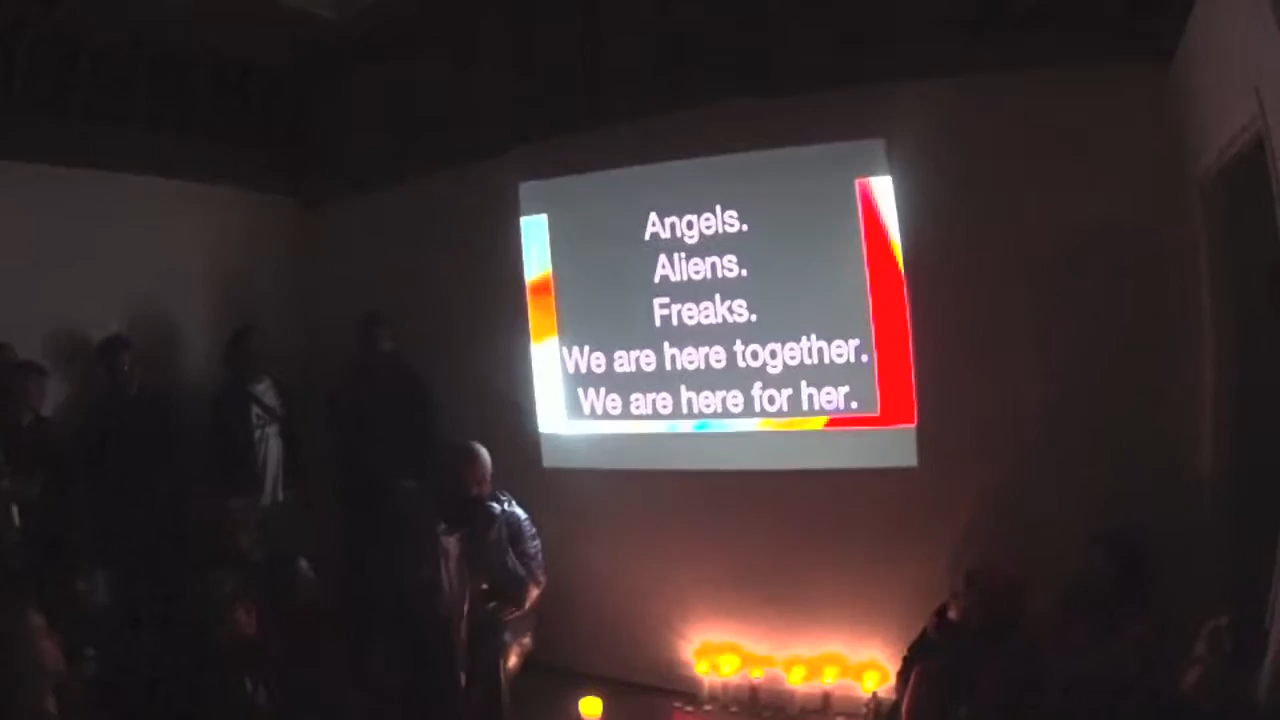 Angels.
Aliens.
Freaks.
We are here together.
We are here for her.